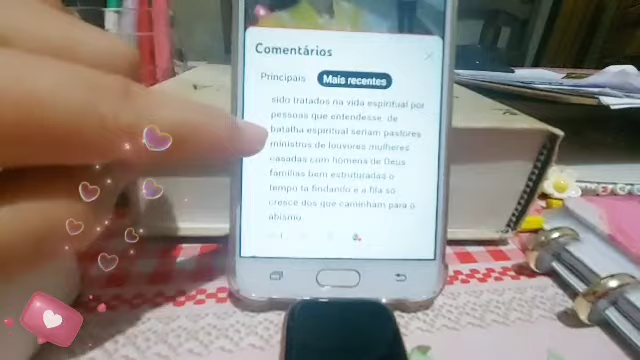 Comentários
Principais Mais recentes
sido tratados na vida espiritual por
pessoas que entendesse de
batalha espiritual seriam pastores
ministros de louvores mulheres
casadas com homens de Deus
famílias bem estruturadas o
tempo ta findando e a fila só
cresce dos que caminham para o
abismo